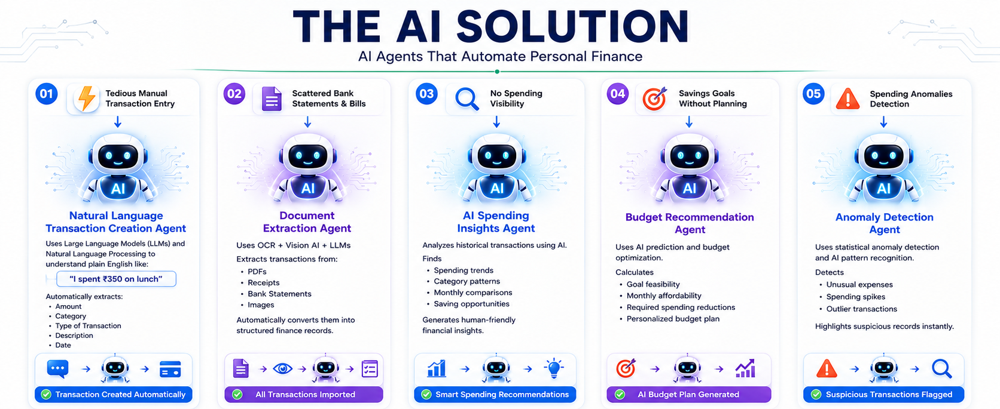 THE AI SOLUTION
AI Agents That Automate Personal Finance
01
Tedious Manual
Transaction Entry
AI
Natural Language
Transaction Creation Agent
Uses Large Language Models (LLMs) and
Natural Language Processing to
understand plain English like:
“I spent ₹350 on lunch”
Automatically extracts:
• Amount
• Category
• Type of Transaction
• Description
• Date
Transaction Created Automatically
02
Scattered Bank
Statements & Bills
AI
Document
Extraction Agent
Uses OCR + Vision AI + LLMs
Extracts transactions from:
• PDFs
• Receipts
• Bank Statements
• Images
Automatically converts them into
structured finance records.
All Transactions Imported
03
No Spending
Visibility
AI
AI Spending
Insights Agent
Analyzes historical transactions using AI.
Finds
• Spending trends
• Category patterns
• Monthly comparisons
• Saving opportunities
Generates human-friendly
financial insights.
Smart Spending Recommendations
04
Savings Goals
Without Planning
AI
Budget Recommendation
Agent
Uses AI prediction and budget
optimization.
Calculates
• Goal feasibility
• Monthly affordability
• Required spending reductions
• Personalized budget plan
AI Budget Plan Generated
05
Spending Anomalies
Detection
AI
Anomaly Detection
Agent
Uses statistical anomaly detection
and AI pattern recognition.
Detects
• Unusual expenses
• Spending spikes
• Outlier transactions
Highlights suspicious records instantly.
Suspicious Transactions Flagged